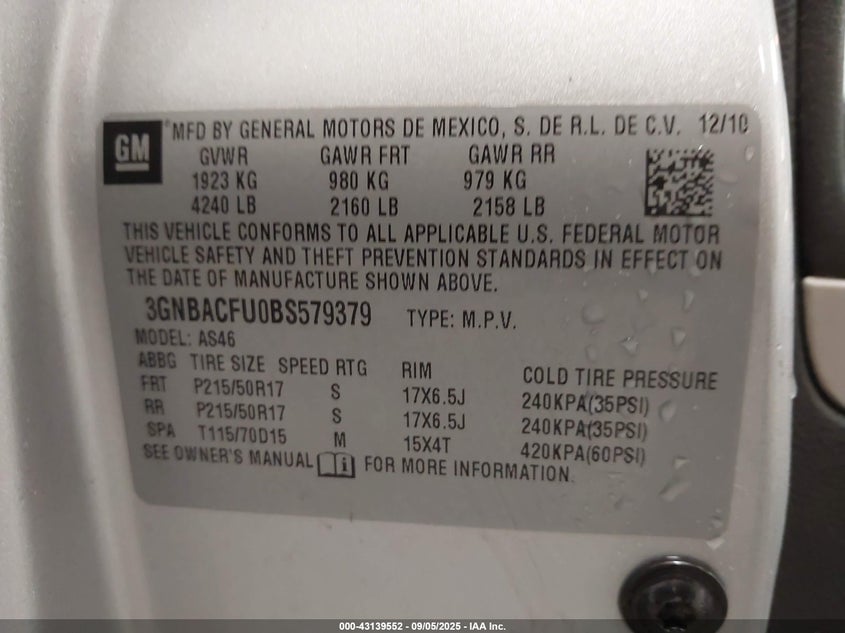 GM ®MFD BY GENERAL MOTORS DE MEXICO, S. DE R.L. DE C.V. 12/10
GVWR GAWR FRT GAWR RR
1923 KG 980 KG 979 KG
4240 LB 2160 LB 2158 LB
THIS VEHICLE CONFORMS TO ALL APPLICABLE U.S. FEDERAL MOTOR
VEHICLE SAFETY AND THEFT PREVENTION STANDARDS IN EFFECT ON
THE DATE OF MANUFACTURE SHOWN ABOVE.
3GNBACFU0BS579379 TYPE: M.P.V.
MODEL: AS46
ABBG TIRE SIZE SPEED RTG RIM COLD TIRE PRESSURE
FRT P215/50R17 S 17X6.5J 240KPA(35PSI)
RR P215/50R17 S 17X6.5J 240KPA(35PSI)
SPA T115/70D15 M 15X4T 420KPA(60PSI)
SEE OWNER'S MANUAL FOR MORE INFORMATION.
000-43139552 - 09/05/2025 - IAA Inc.